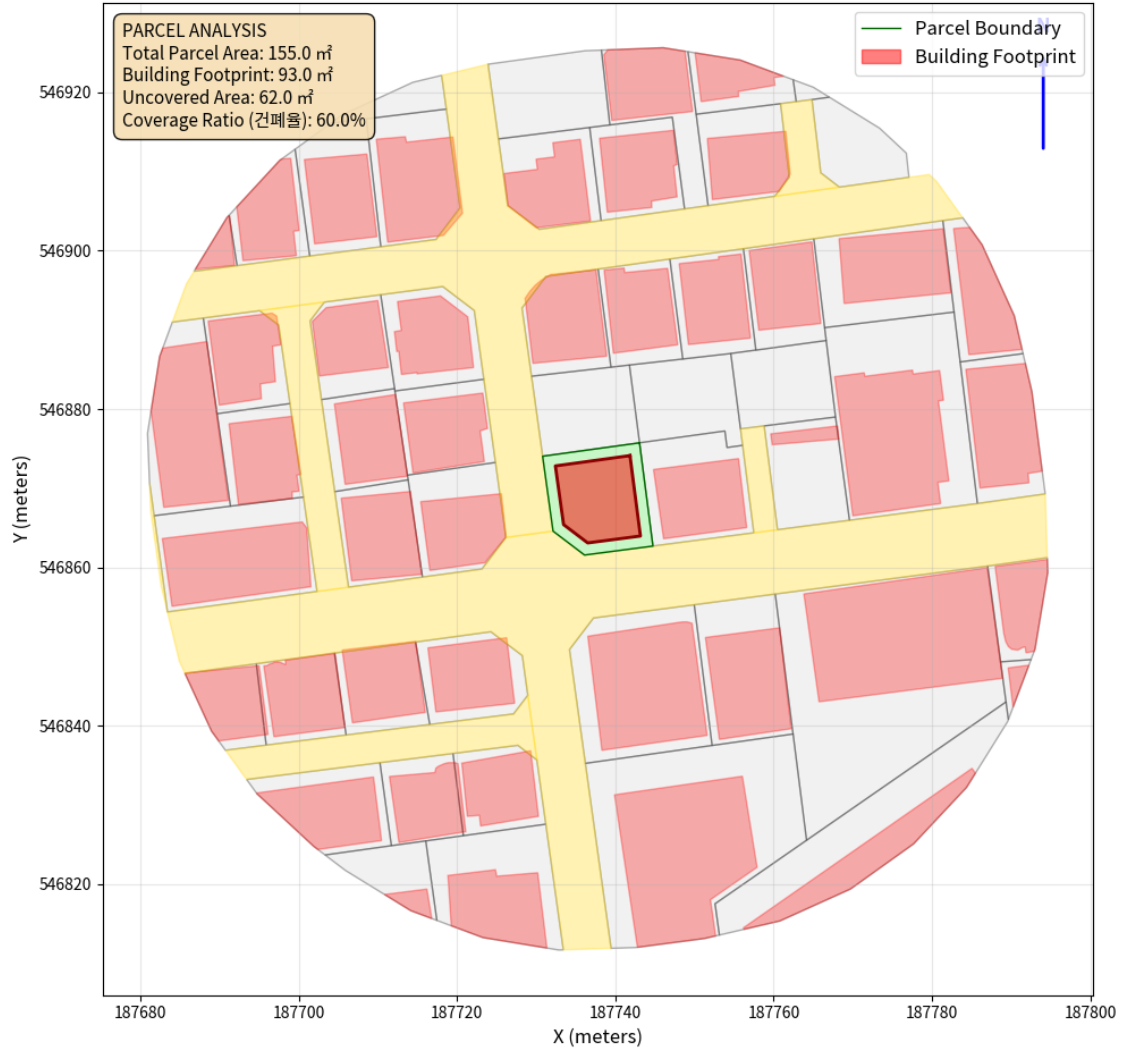 PARCEL ANALYSIS
Total Parcel Area: 155.0 ㎡
Building Footprint: 93.0 ㎡
Uncovered Area: 62.0 ㎡
Coverage Ratio (건폐율): 60.0%
Parcel Boundary
Building Footprint
N
546920
546900
546880
546860
546840
546820
Y (meters)
187680
187700
187720
187740
187760
187780
187800
X (meters)